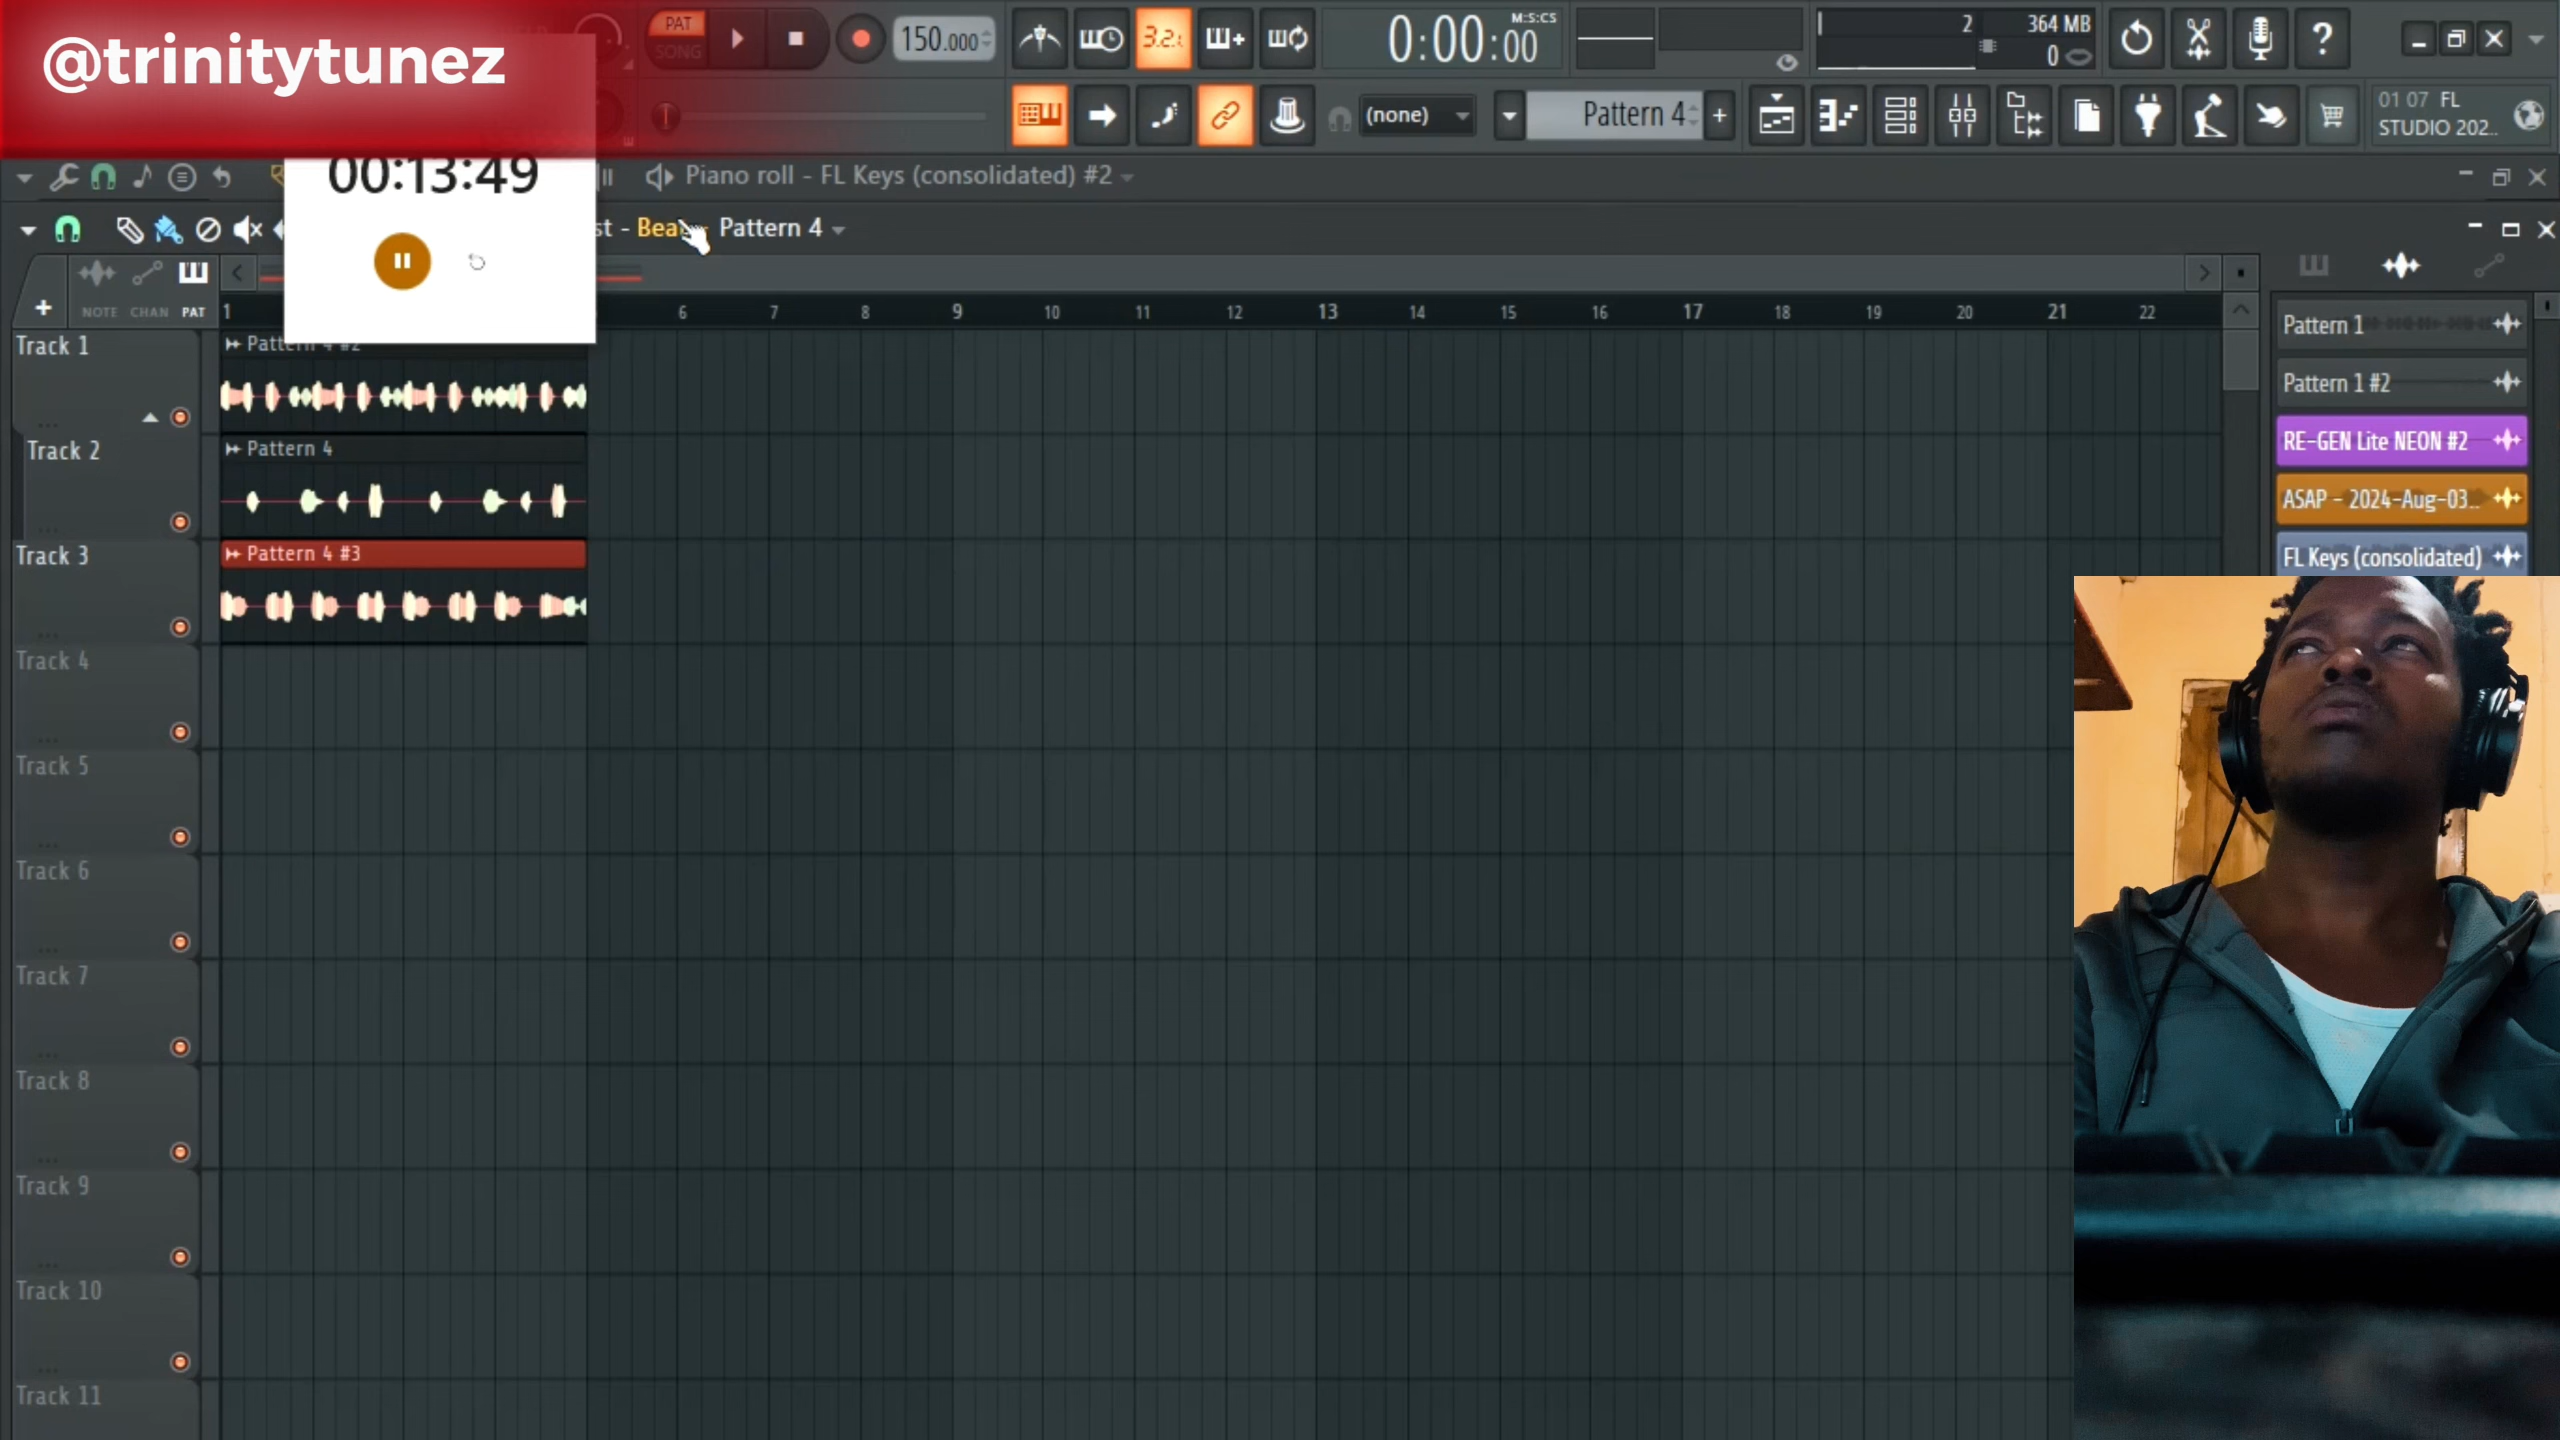 @trinitytunez
PAT
SONG
150.000
3.2.
0:00:00
M:S:CS
2
364 MB
0
(none)
Pattern 4
01 07 FL
STUDIO 202..
00:13:49
Piano roll - FL Keys (consolidated) #2
st - Bea
Pattern 4
NOTE CHAN PAT
1 6 7 8 9 10 11 12 13 14 15 16 17 18 19 20 21 22
Track 1
Pattern 4 #2
Track 2
Pattern 4
Track 3
Pattern 4 #3
Track 4
Track 5
Track 6
Track 7
Track 8
Track 9
Track 10
Track 11
Pattern 1
Pattern 1 #2
RE-GEN Lite NEON #2
ASAP - 2024-Aug-03..
FL Keys (consolidated)